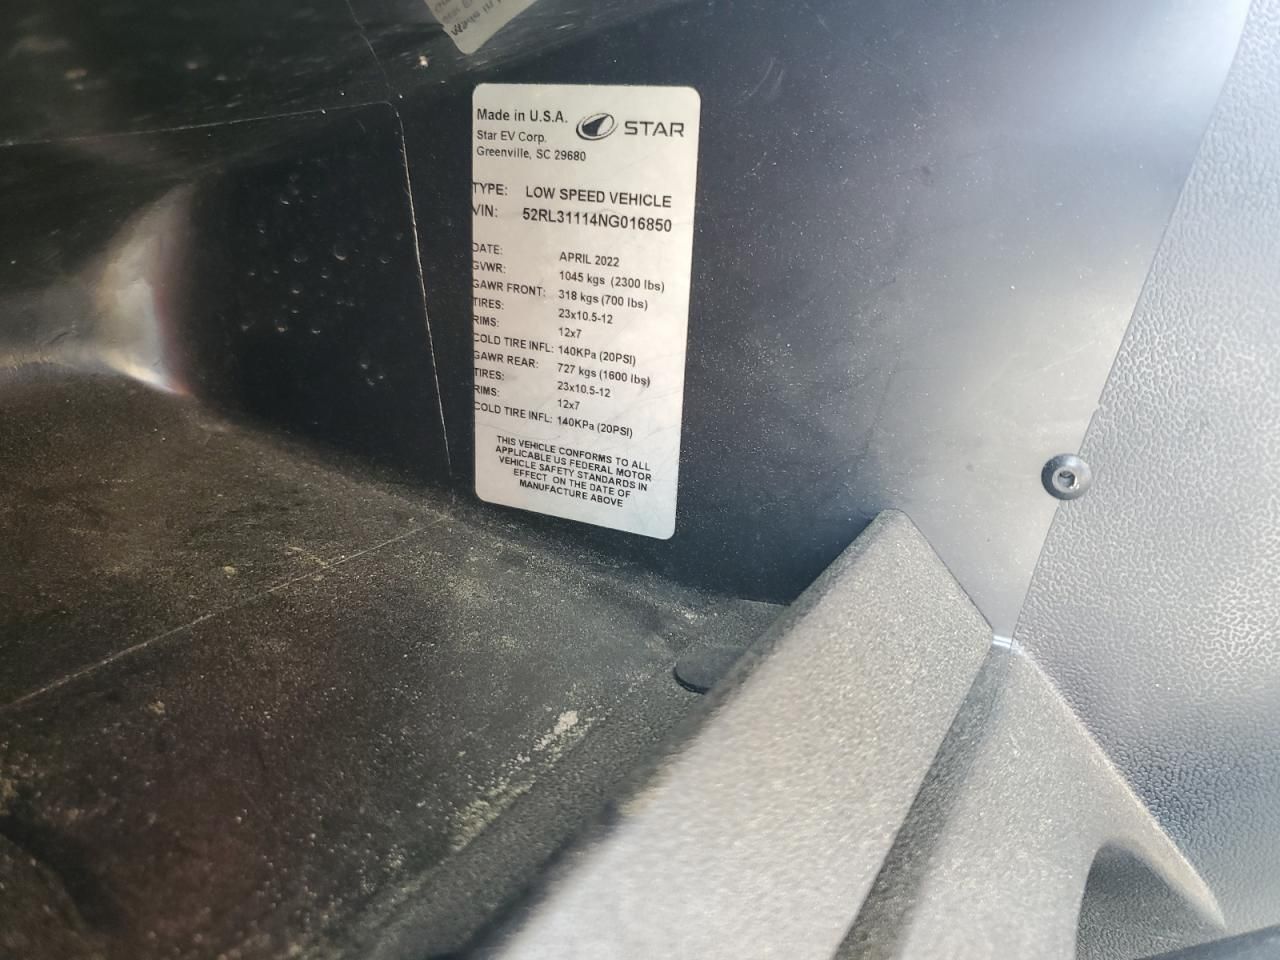 Made in
Made in U.S.A.
STAR
Star EV Corp.
Greenville, SC 29680
TYPE: LOW SPEED VEHICLE
VIN: 52RL31114NG016850
DATE: APRIL 2022
GVWR: 1045 kgs (2300 lbs)
GAWR FRONT: 318 kgs (700 lbs)
TIRES: 23x10.5-12
RIMS: 12x7
COLD TIRE INFL: 140KPa (20PSI)
GAWR REAR: 727 kgs (1600 lbs)
TIRES: 23x10.5-12
RIMS: 12x7
COLD TIRE INFL: 140KPa (20PSI)
THIS VEHICLE CONFORMS TO ALL
APPLICABLE US FEDERAL MOTOR
VEHICLE SAFETY STANDARDS IN
EFFECT ON THE DATE OF
MANUFACTURE ABOVE